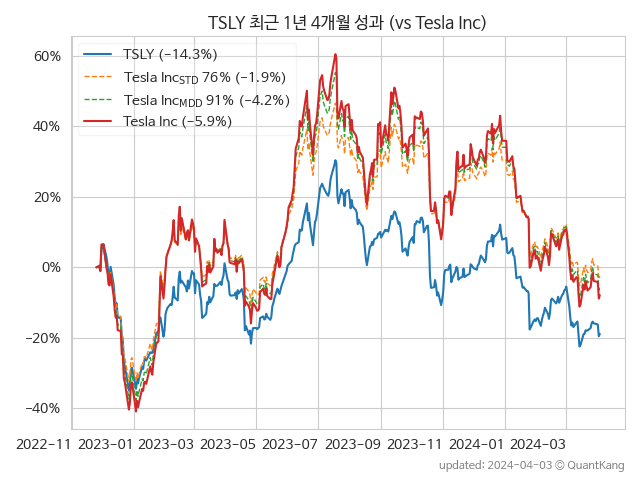 TSLY 최근 1년 4개월 성과 (vs Tesla Inc)
TSLY (−14.3%)
Tesla IncSTD 76% (−1.9%)
Tesla IncMDD 91% (−4.2%)
Tesla Inc (−5.9%)
60%
40%
20%
0%
−20%
−40%
2022-11 2023-01 2023-03 2023-05 2023-07 2023-09 2023-11 2024-01 2024-03
updated: 2024-04-03 © QuantKang